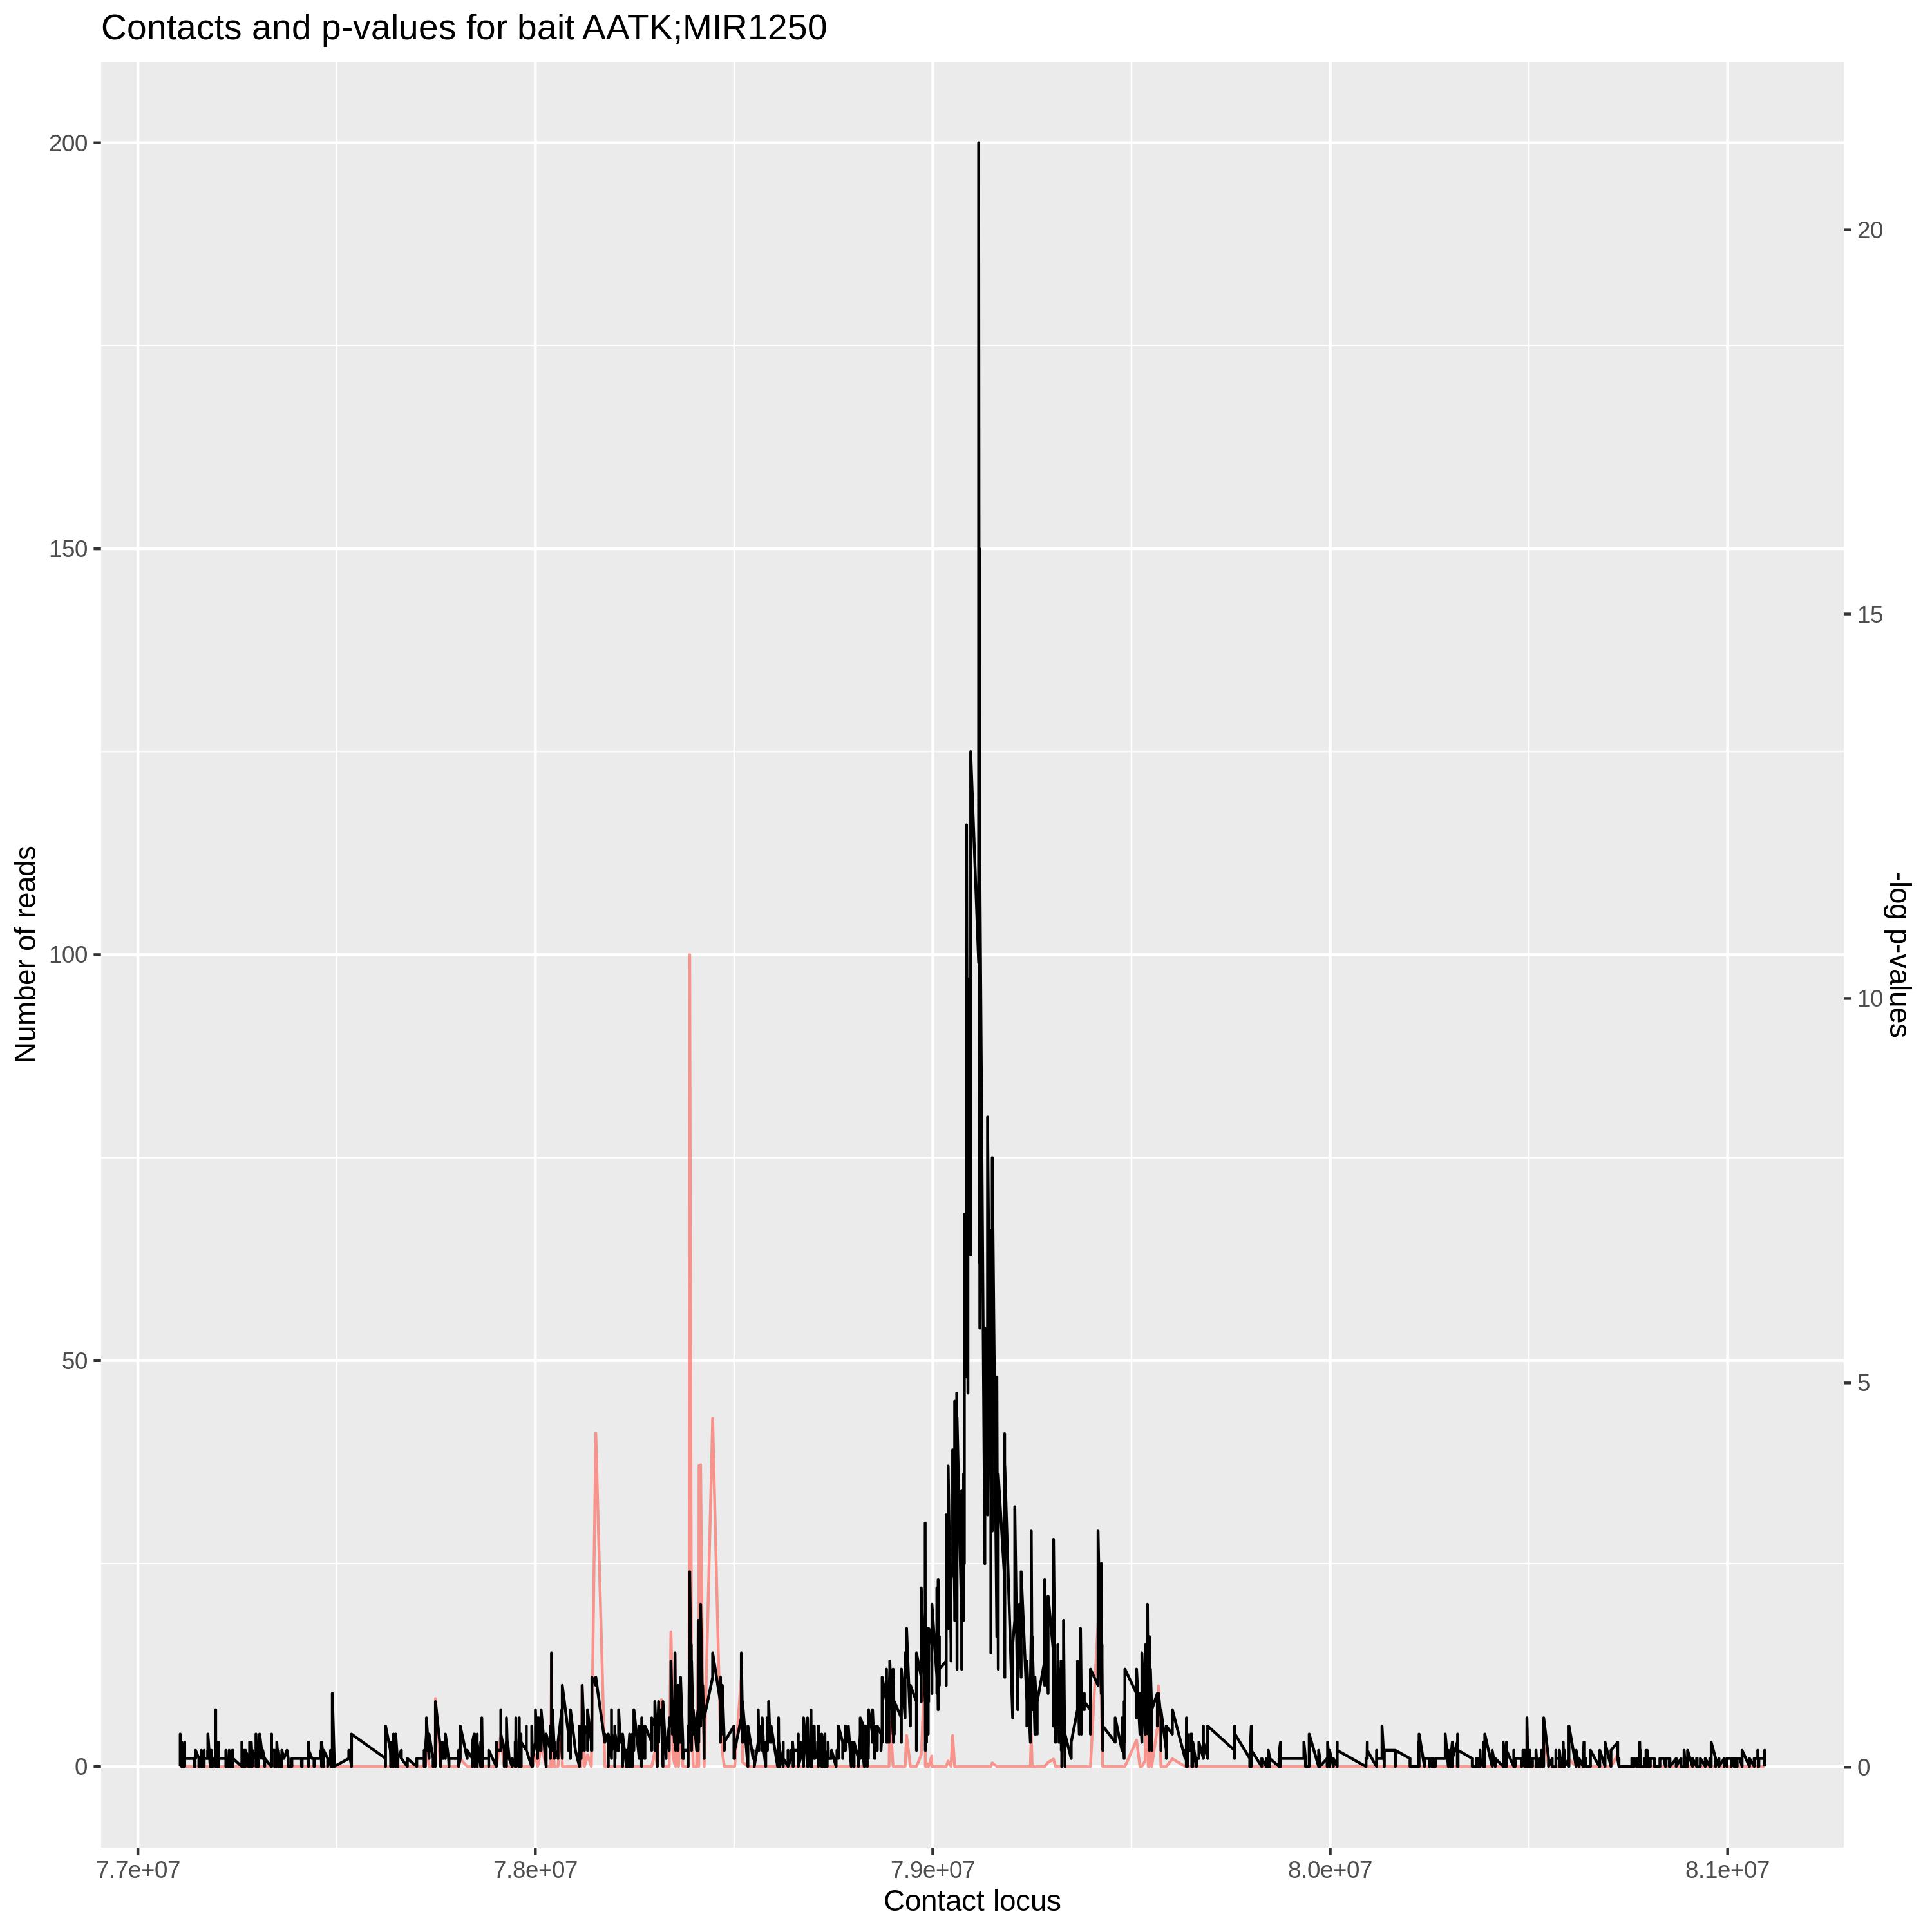 Contacts and p-values for bait AATK;MIR1250
200
150
100
50
0
Number of reads
20
15
10
5
0
-log p-values
7.7e+07
7.8e+07
7.9e+07
8.0e+07
8.1e+07
Contact locus